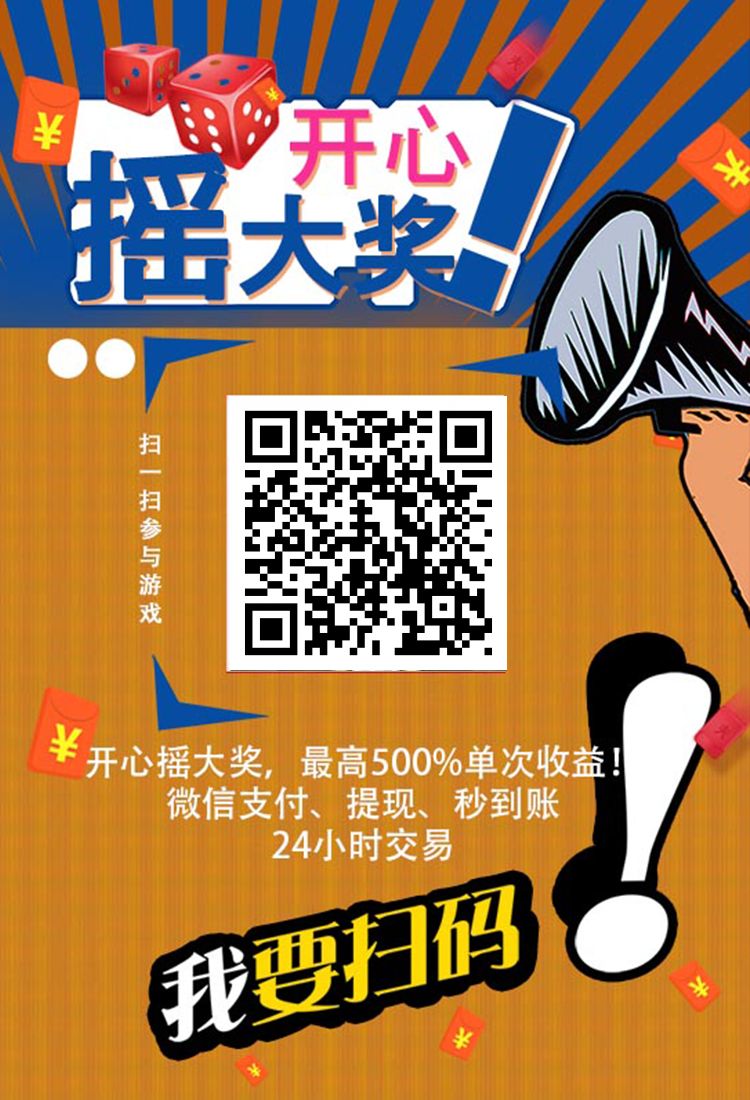 开心
摇大奖!
扫一扫参与游戏
开心摇大奖，最高500%单次收益！
微信支付、提现、秒到账
24小时交易
我要扫码
¥
¥
¥
¥
¥
¥
¥